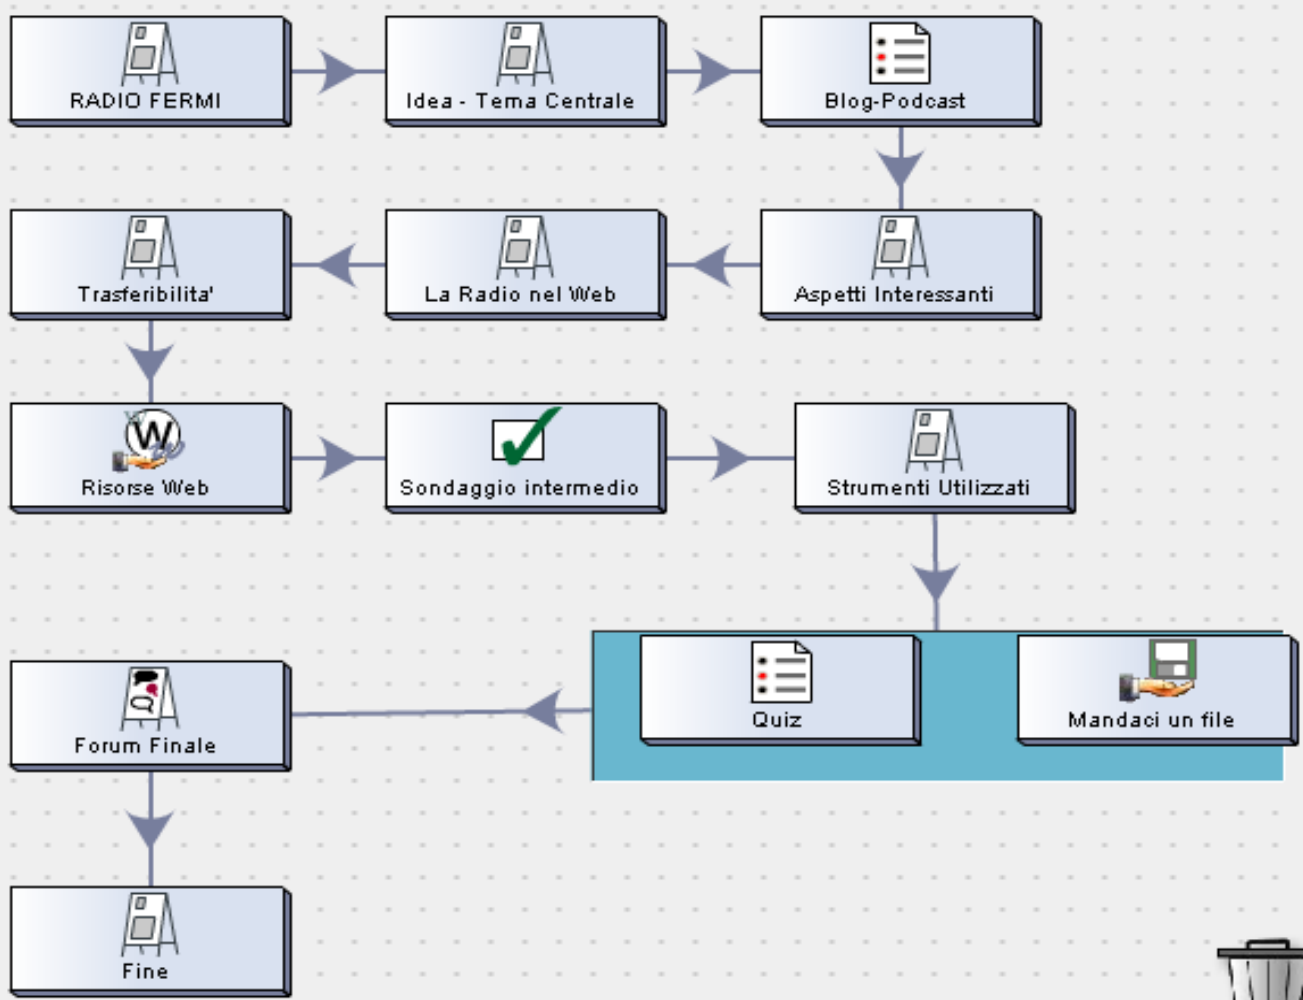 RADIO FERMI
Idea - Tema Centrale
Blog-Podcast
Trasferibilita'
La Radio nel Web
Aspetti Interessanti
W
Risorse Web
Sondaggio intermedio
Strumenti Utilizzati
Quiz
Mandaci un file
Forum Finale
Fine